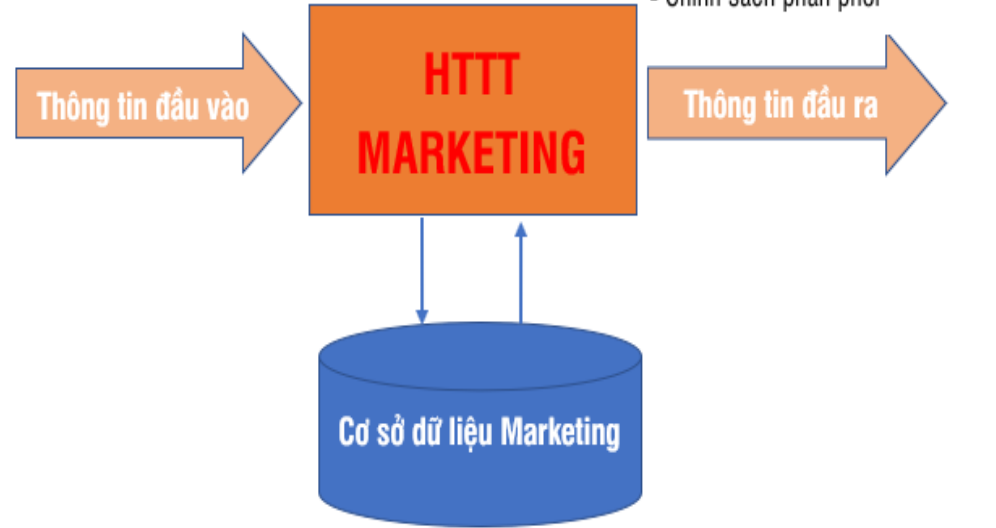 HTTT
MARKETING
Thông tin đầu vào
Thông tin đầu ra
Cơ sở dữ liệu Marketing